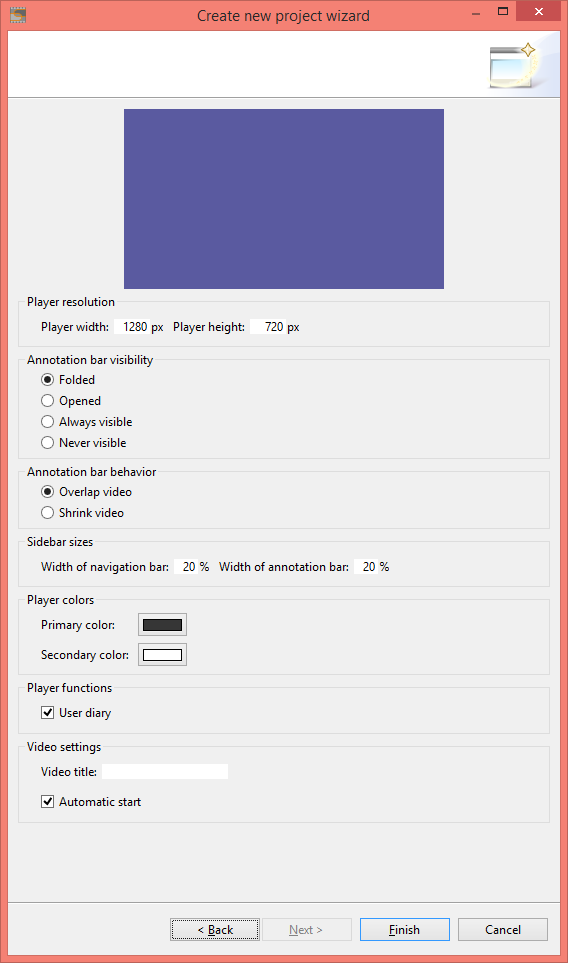 Create new project wizard
Player resolution
Player width: 1280 px Player height: 720 px
Annotation bar visibility
Folded
Opened
Always visible
Never visible
Annotation bar behavior
Overlap video
Shrink video
Sidebar sizes
Width of navigation bar: 20 % Width of annotation bar: 20 %
Player colors
Primary color:
Secondary color:
Player functions
User diary
Video settings
Video title:
Automatic start
< Back Next > Finish Cancel